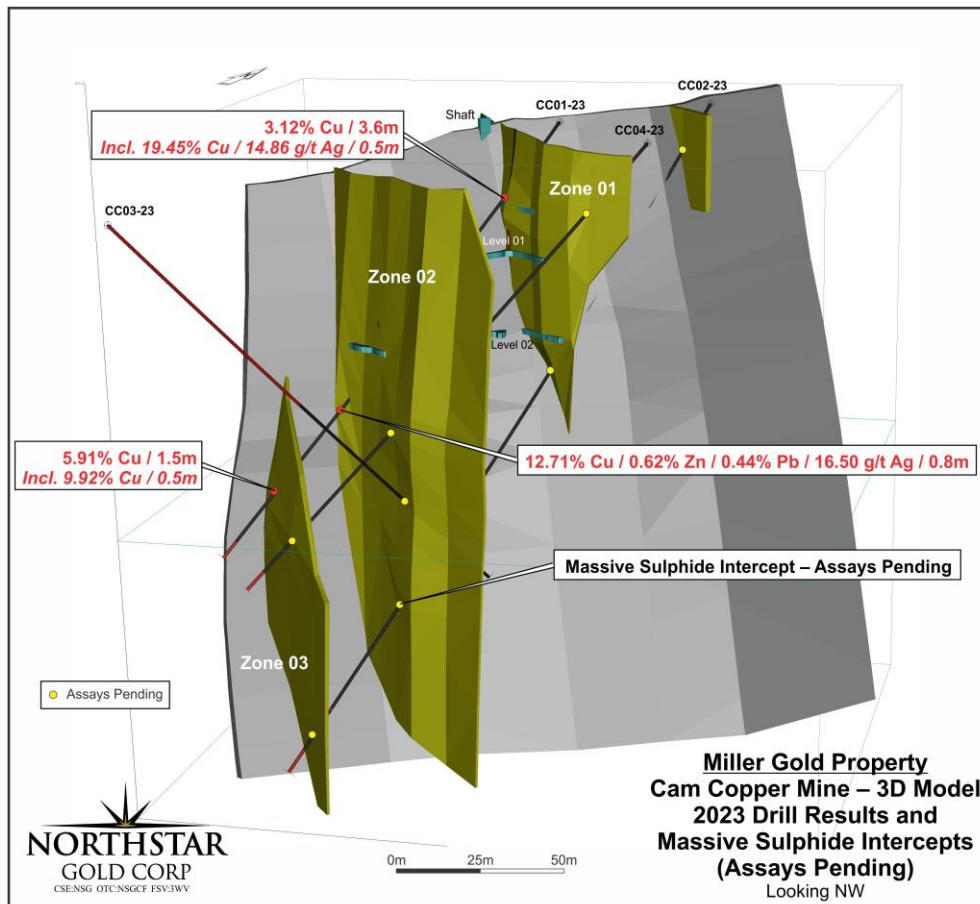 CC02-23
CC01-23
Shaft
CC04-23
3.12% Cu / 3.6m
Incl. 19.45% Cu / 14.86 g/t Ag / 0.5m
Zone 01
CC03-23
Level 01
Zone 02
Level 02
5.91% Cu / 1.5m
Incl. 9.92% Cu / 0.5m
12.71% Cu / 0.62% Zn / 0.44% Pb / 16.50 g/t Ag / 0.8m
Massive Sulphide Intercept – Assays Pending
Zone 03
Assays Pending
Miller Gold Property
Cam Copper Mine – 3D Model
2023 Drill Results and
Massive Sulphide Intercepts
(Assays Pending)
Looking NW
NORTHSTAR
GOLD CORP
CSE:NSG OTC:NSGCF FSV:3WV
0m 25m 50m